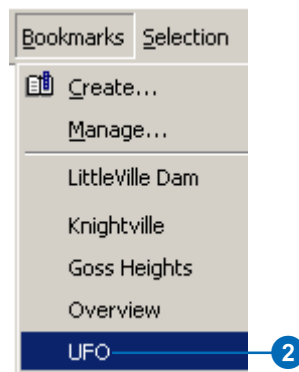 Bookmarks Selection
Create...
Manage...
LittleVille Dam
Knightville
Goss Heights
Overview
UFO 2